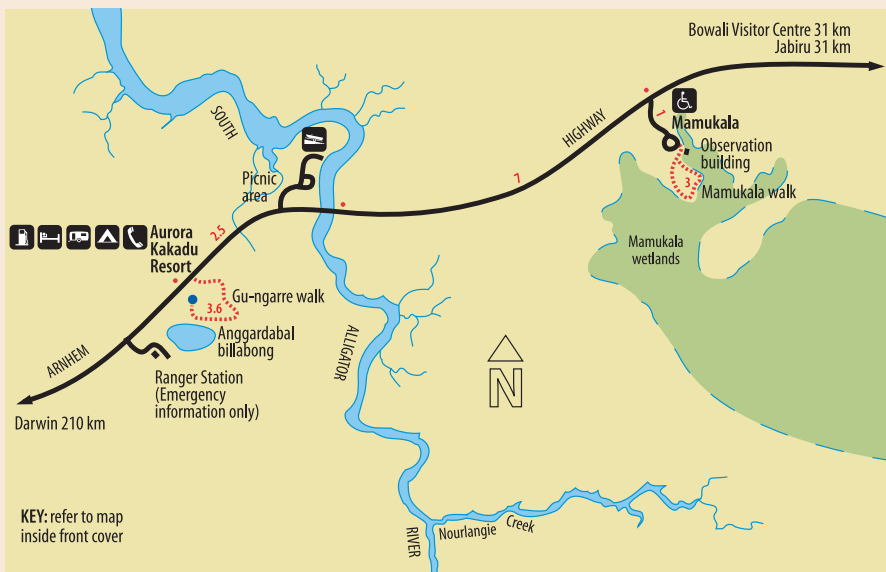 Bowali Visitor Centre 31 km
Jabiru 31 km
SOUTH
HIGHWAY
1
Mamukala
Observation
building
Picnic
area
7
3
Mamukala walk
2.5
Aurora
Kakadu
Resort
Mamukala
wetlands
Gu-ngarre walk
3.6
Anggardabal
billabong
ALLIGATOR
ARNHEM
Ranger Station
(Emergency
information only)
N
Darwin 210 km
KEY: refer to map
inside front cover
Nourlangie Creek
RIVER